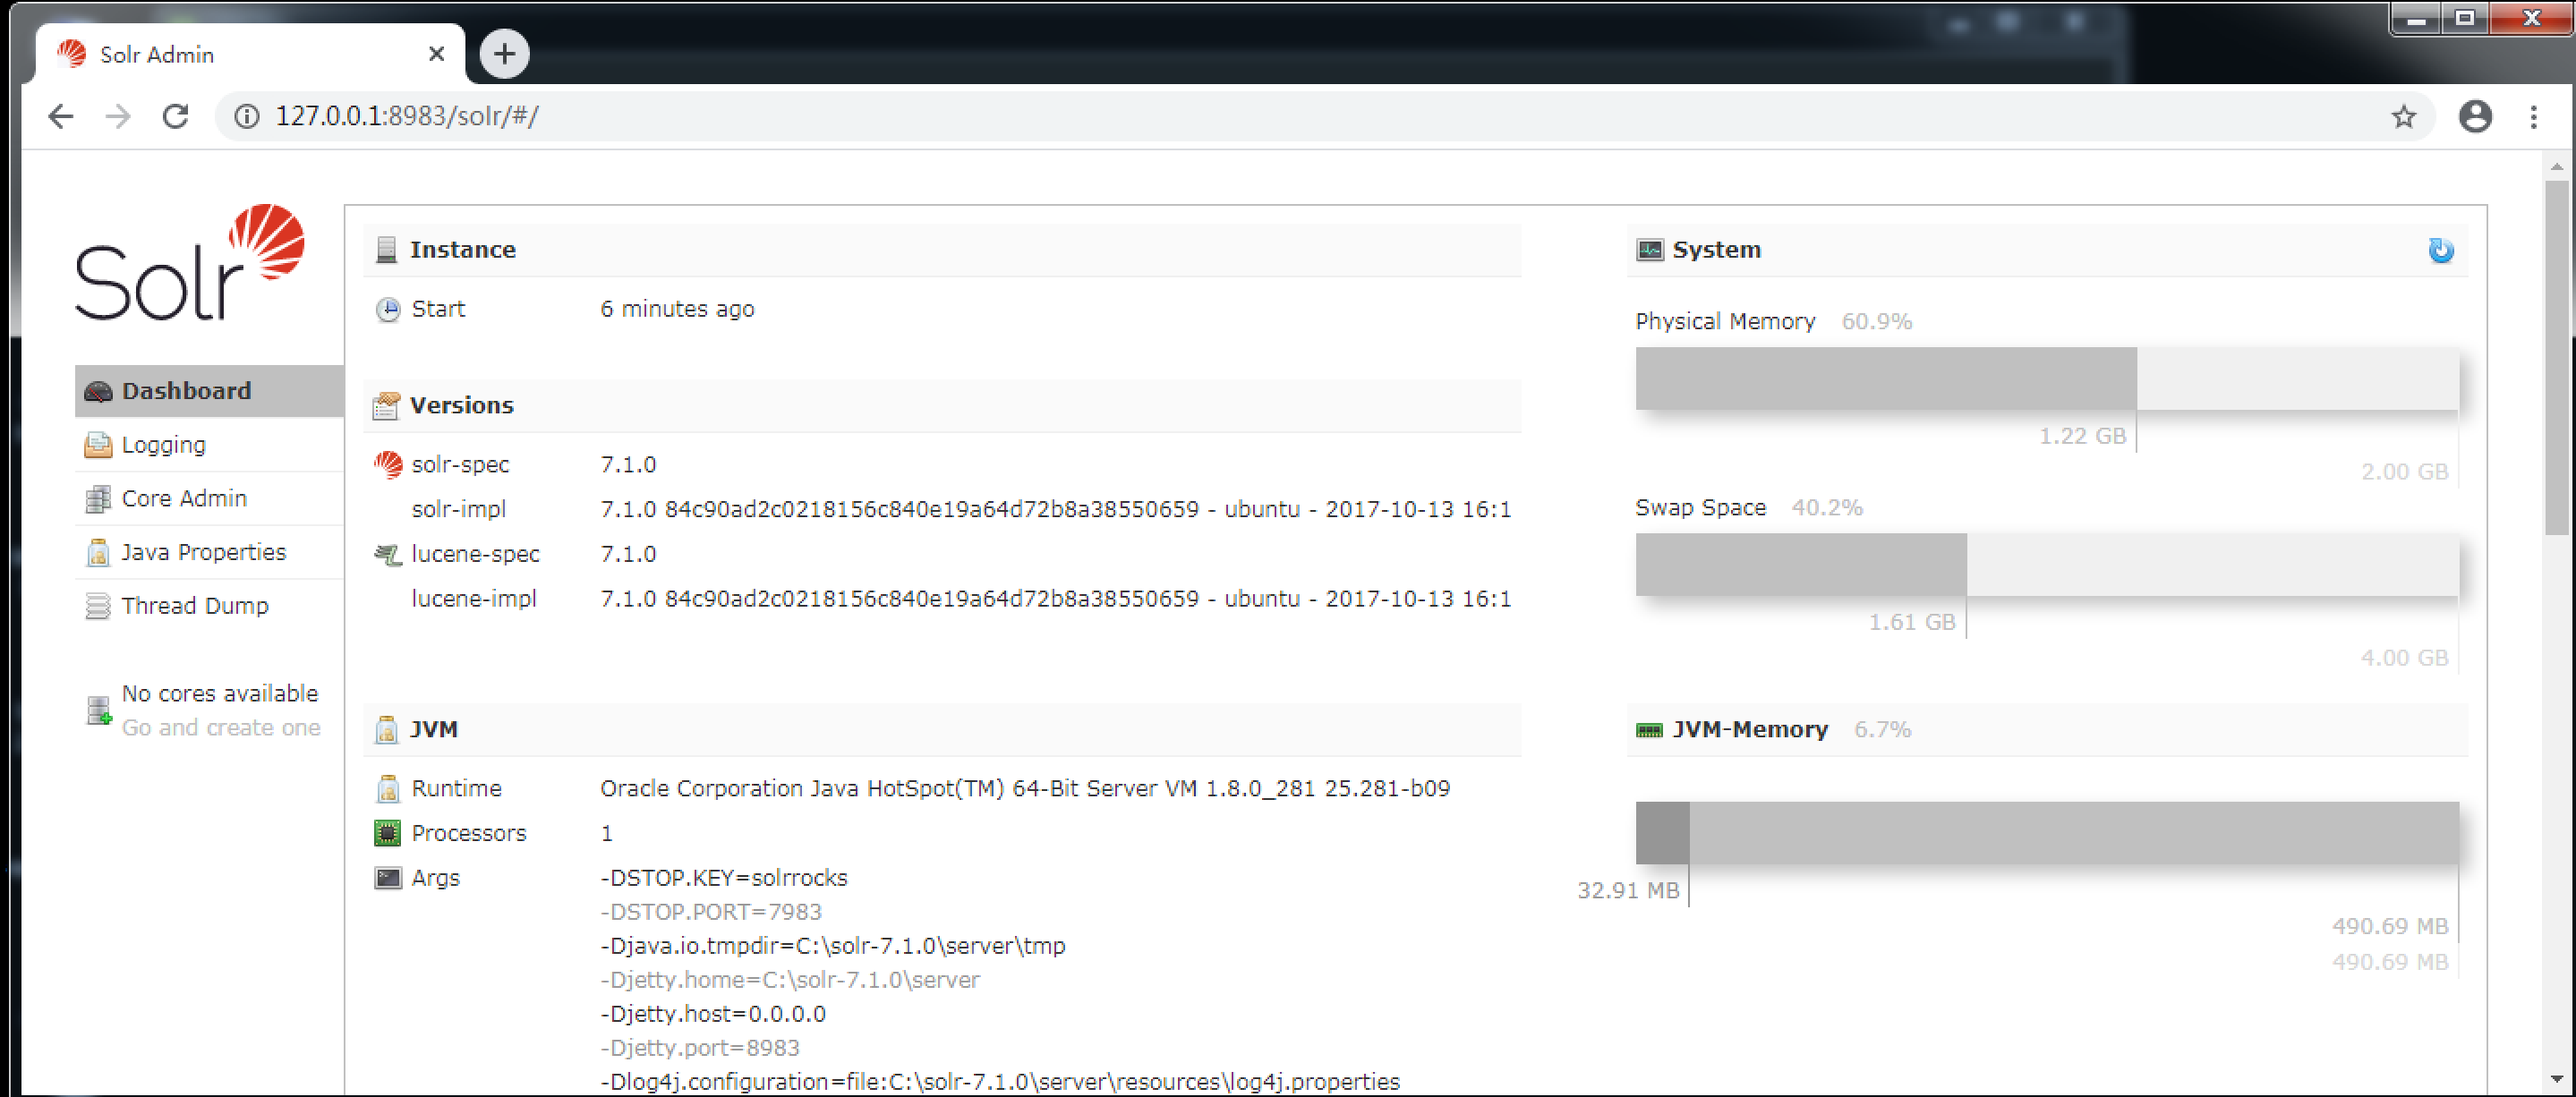 Solr Admin
127.0.0.1:8983/solr/#/
Solr
Dashboard
Logging
Core Admin
Java Properties
Thread Dump
No cores available
Go and create one
Instance
Start 6 minutes ago
Versions
solr-spec 7.1.0
solr-impl 7.1.0 84c90ad2c0218156c840e19a64d72b8a38550659 - ubuntu - 2017-10-13 16:1
lucene-spec 7.1.0
lucene-impl 7.1.0 84c90ad2c0218156c840e19a64d72b8a38550659 - ubuntu - 2017-10-13 16:1
JVM
Runtime Oracle Corporation Java HotSpot(TM) 64-Bit Server VM 1.8.0_281 25.281-b09
Processors 1
Args -DSTOP.KEY=solrrocks
-DSTOP.PORT=7983
-Djava.io.tmpdir=C:\solr-7.1.0\server\tmp
-Djetty.home=C:\solr-7.1.0\server
-Djetty.host=0.0.0.0
-Djetty.port=8983
-Dlog4j.configuration=file:C:\solr-7.1.0\server\resources\log4j.properties
System
Physical Memory 60.9%
1.22 GB
2.00 GB
Swap Space 40.2%
1.61 GB
4.00 GB
JVM-Memory 6.7%
32.91 MB
490.69 MB
490.69 MB